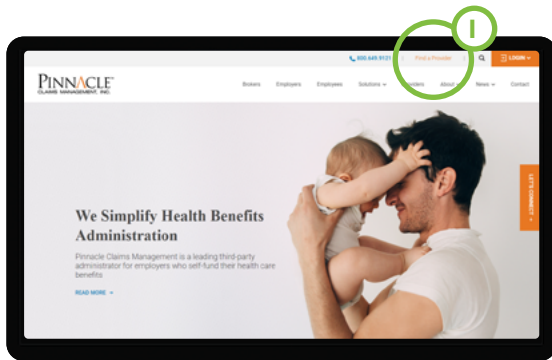 1
800.649.9121
Find a Provider
LOGIN
PINNACLE
CLAIMS MANAGEMENT, INC.
Brokers Employers Employees Solutions Providers About News Contact
We Simplify Health Benefits
Administration
Pinnacle Claims Management is a leading third-party
administrator for employers who self-fund their health care
benefits
READ MORE →
LET'S CONNECT